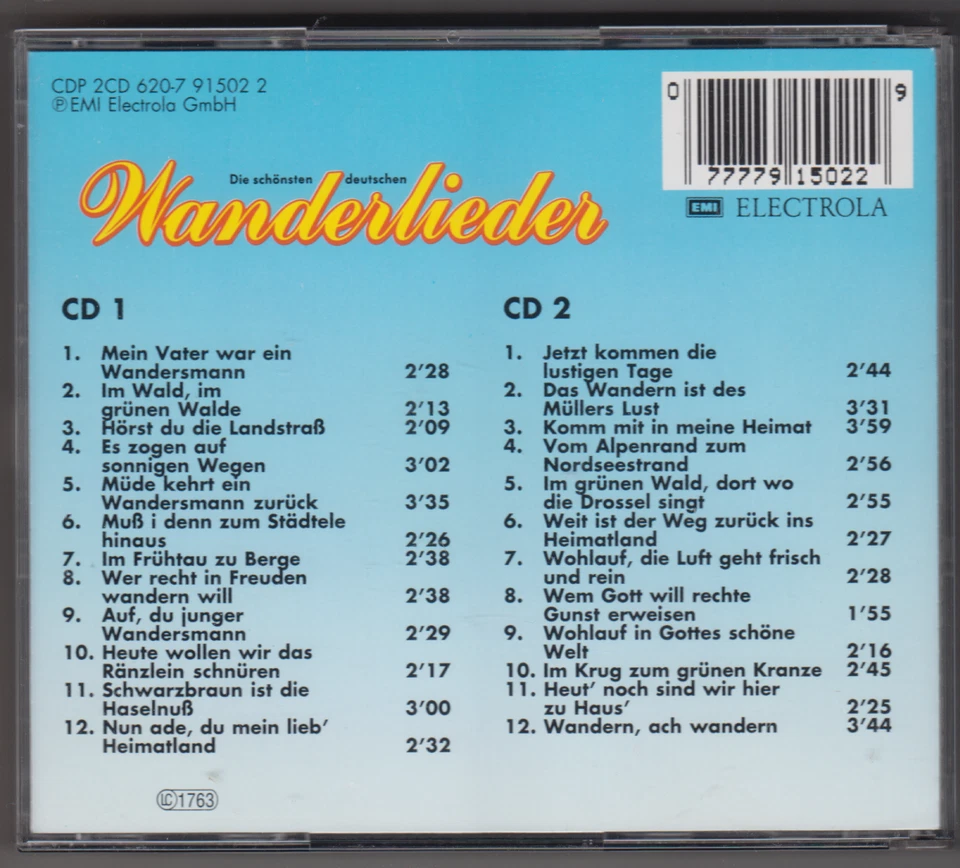 CDP 2CD 620-7 91502 2
℗ EMI Electrola GmbH
0 77779 15022 9
EMI ELECTROLA
Die schönsten deutschen
Wanderlieder
CD 1
1. Mein Vater war ein
Wandersmann 2’28
2. Im Wald, im
grünen Walde 2’13
3. Hörst du die Landstraß 2’09
4. Es zogen auf
sonnigen Wegen 3’02
5. Müde kehrt ein
Wandersmann zurück 3’35
6. Muß i denn zum Städtele
hinaus 2’26
7. Im Frühtau zu Berge 2’38
8. Wer recht in Freuden
wandern will 2’38
9. Auf, du junger
Wandersmann 2’29
10. Heute wollen wir das
Ränzlein schnüren 2’17
11. Schwarzbraun ist die
Haselnuß 3’00
12. Nun ade, du mein lieb’
Heimatland 2’32
CD 2
1. Jetzt kommen die
lustigen Tage 2’44
2. Das Wandern ist des
Müllers Lust 3’31
3. Komm mit in meine Heimat 3’59
4. Vom Alpenrand zum
Nordseestrand 2’56
5. Im grünen Wald, dort wo
die Drossel singt 2’55
6. Weit ist der Weg zurück ins
Heimatland 2’27
7. Wohlauf, die Luft geht frisch
und rein 2’28
8. Wem Gott will rechte
Gunst erweisen 1’55
9. Wohlauf in Gottes schöne
Welt 2’16
10. Im Krug zum grünen Kranze 2’45
11. Heut’ noch sind wir hier
zu Haus’ 2’25
12. Wandern, ach wandern 3’44
LC 1763